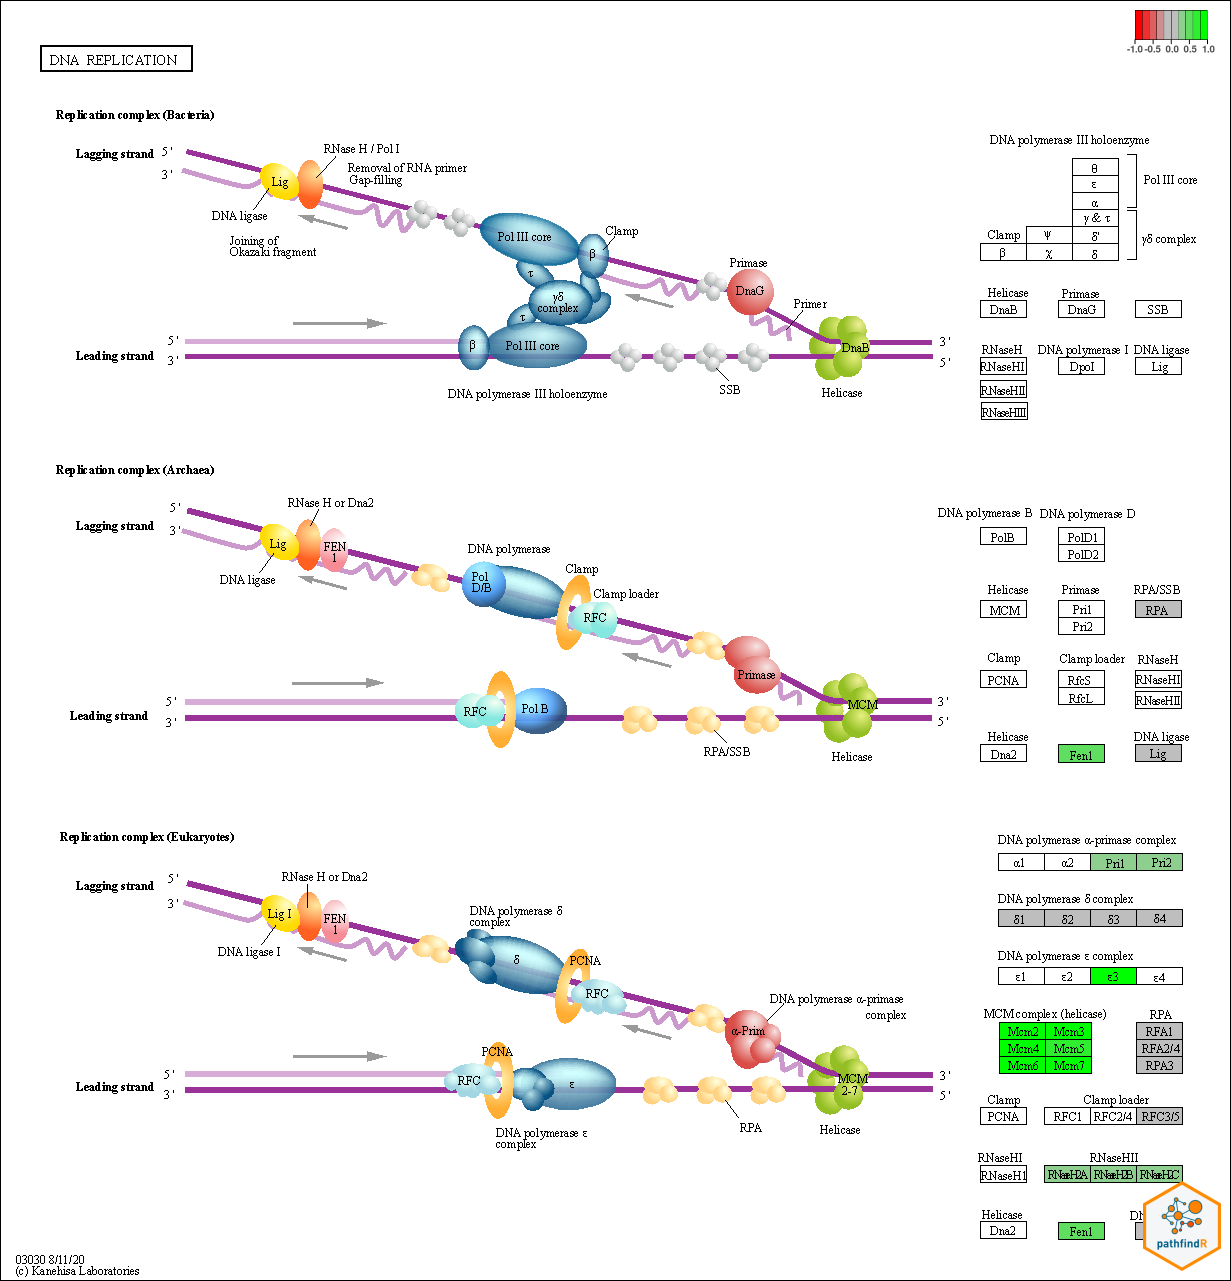 -1.0 -0.5 0.0 0.5 1.0
DNA REPLICATION
Replication complex (Bacteria)
Lagging strand
5'
3'
Lig
RNase H / Pol I
Removal of RNA primer
Gap-filling
DNA ligase
Joining of
Okazaki fragment
Pol III core
Clamp
β
τ
γδ
complex
τ
Primase
DnaG
Primer
5'
Leading strand
3'
β
Pol III core
DnaB
3'
5'
SSB
Helicase
DNA polymerase III holoenzyme
DNA polymerase III holoenzyme
θ
ε
α
Pol III core
γ & τ
Clamp
ψ
δ'
γδ complex
β
χ
δ
Helicase
Primase
DnaB
DnaG
SSB
RNaseH
DNA polymerase I
DNA ligase
RNaseHI
DpoI
Lig
RNaseHII
RNaseHIII
Replication complex (Archaea)
Lagging strand
5'
3'
RNase H or Dna2
Lig
FEN
1
DNA ligase
DNA polymerase
Pol
D/B
Clamp
Clamp loader
RFC
Primase
5'
Leading strand
3'
RFC
Pol B
RPA/SSB
MCM
3'
5'
Helicase
DNA polymerase B
DNA polymerase D
PolB
PolD1
PolD2
Helicase
Primase
RPA/SSB
MCM
Pri1
RPA
Pri2
Clamp
Clamp loader
RNaseH
PCNA
RfcS
RNaseHI
RfcL
RNaseHII
Helicase
DNA ligase
Dna2
Fen1
Lig
Replication complex (Eukaryotes)
Lagging strand
5'
3'
RNase H or Dna2
Lig I
FEN
1
DNA ligase I
DNA polymerase δ
complex
δ
PCNA
RFC
α-Prim
DNA polymerase α-primase
complex
5'
Leading strand
3'
RFC
PCNA
ε
DNA polymerase ε
complex
RPA
MCM
2-7
3'
5'
Helicase
DNA polymerase α-primase complex
α1 α2 Pri1 Pri2
DNA polymerase δ complex
δ1 δ2 δ3 δ4
DNA polymerase ε complex
ε1 ε2 ε3 ε4
MCM complex (helicase)
RPA
Mcm2 Mcm3
RFA1
Mcm4 Mcm5
RFA2/4
Mcm6 Mcm7
RPA3
Clamp
Clamp loader
PCNA
RFC1 RFC2/4 RFC3/5
RNaseHI
RNaseHII
RNaseH1
RNaseH2A RNaseH2B RNaseH2C
Helicase
Dna2
Fen1
pathfindR
03030 8/11/20
(c) Kanehisa Laboratories